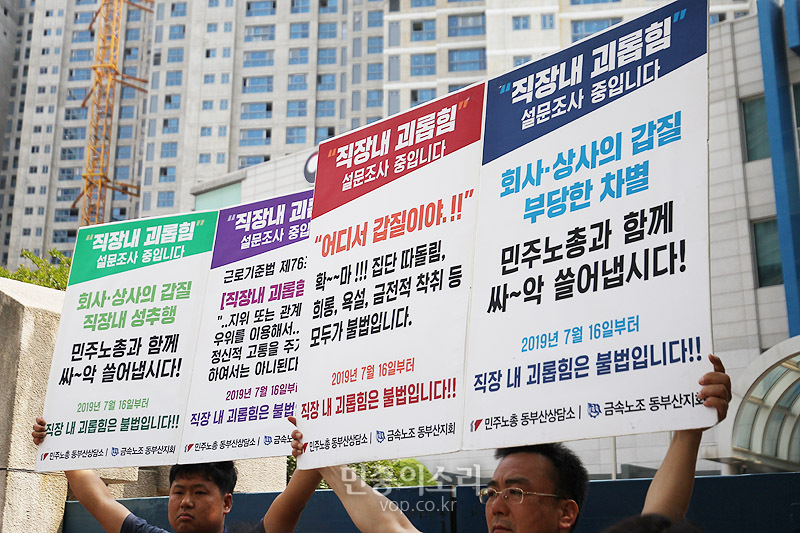 "직장내 괴롭힘"
설문조사 중입니다
회사·상사의 갑질
직장내 성추행
민주노총과 함께
싸~악 쓸어냅시다!
2019년 7월 16일부터
직장 내 괴롭힘은 불법입니다!!
민주노총 동부산상담소 | 금속노조 동부산지회
"직장내 괴롭힘
설문조사 중입
근로기준법 제76조
[직장내 괴롭힘
"..지위 또는 관계
우위를 이용해서..
정신적 고통을 주거
하여서는 아니된다
2019년 7월 16일
직장 내 괴롭힘은 불
민주노총 동부산상담소 |
"직장내 괴롭힘"
설문조사 중입니다
"어디서 갑질이야.!!"
확~~마 !!! 집단 따돌림,
희롱, 욕설, 금전적 착취 등
모두가 불법입니다.
2019년 7월 16일부터
직장 내 괴롭힘은 불법입니다!!
민주노총 동부산상담소 | 금속노조 동부산지회
"직장내 괴롭힘"
설문조사 중입니다
회사·상사의 갑질
부당한 차별
민주노총과 함께
싸~악 쓸어냅시다!
2019년 7월 16일부터
직장 내 괴롭힘은 불법입니다!!
민주노총 동부산상담소 | 금속노조 동부산지회
민중의소리
vop.co.kr